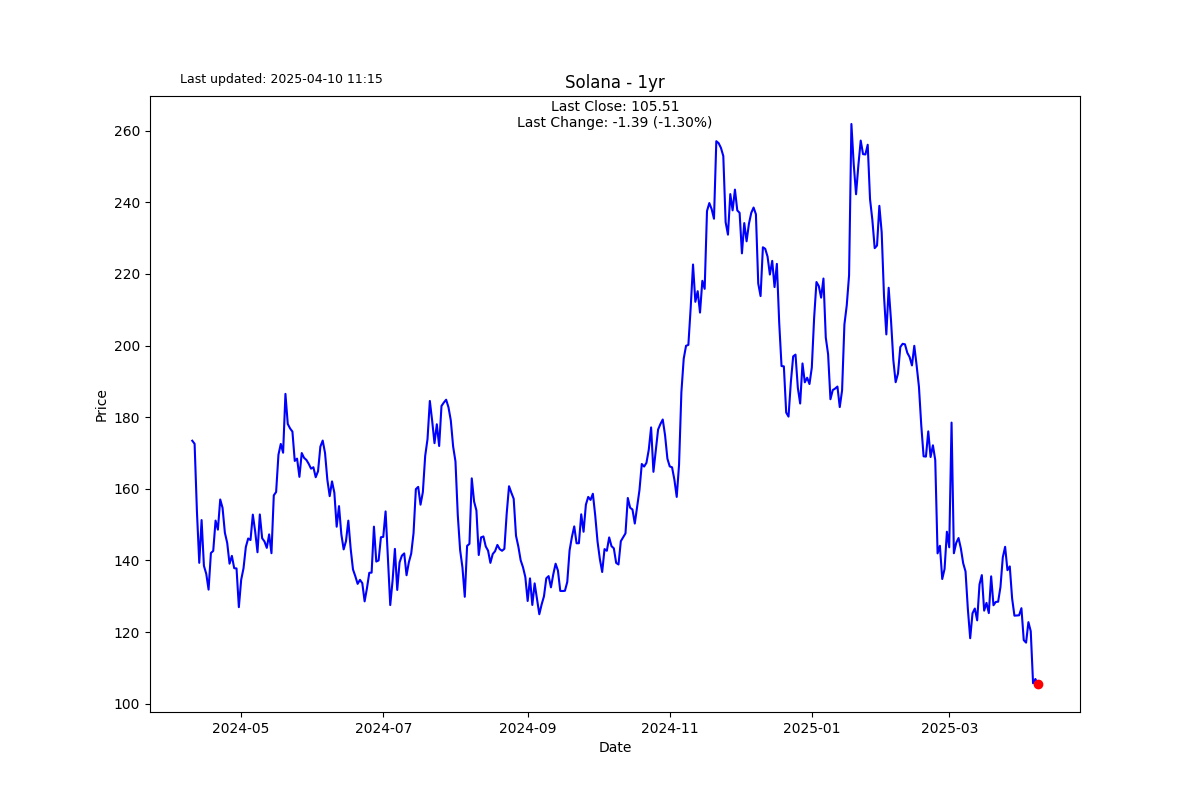 Last updated: 2025-04-10 11:15
Solana - 1yr
Last Close: 105.51
Last Change: -1.39 (-1.30%)
260
240
220
200
180
160
140
120
100
Price
2024-05
2024-07
2024-09
2024-11
2025-01
2025-03
Date